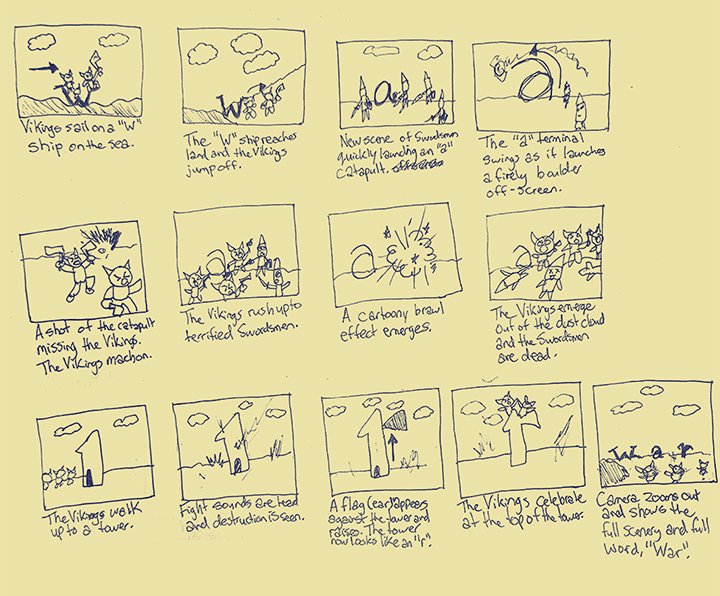 W
Vikings sail on a "W"
ship on the sea.
W
The "W" ship reaches
land and the Vikings
jump off.
a
New scene of Swordsmen
quickly launding an "a"
catapult.
a
The "a" terminal
swings as if launches
a firely boulder
off-screen.
A shot of the catapult
missing the Vikings.
The Vikings machon.
a
The Vikings rush up to
terrified Swordsmen.
a
A cartoony brawl
effect emerges.
The Vikings emerge
out of the dust cloud
and the Swordsmen
are dead.
The Vikings walk
up to a tower.
Fight sounds are head
and destruction is seen.
A flag (ear) appears
against the tower and
raises. The tower
now looks like an "r".
The Vikings celebrate
at the top of the tower.
w a r
Camera zooms out
and shows the
full scenery and full
word, "War".